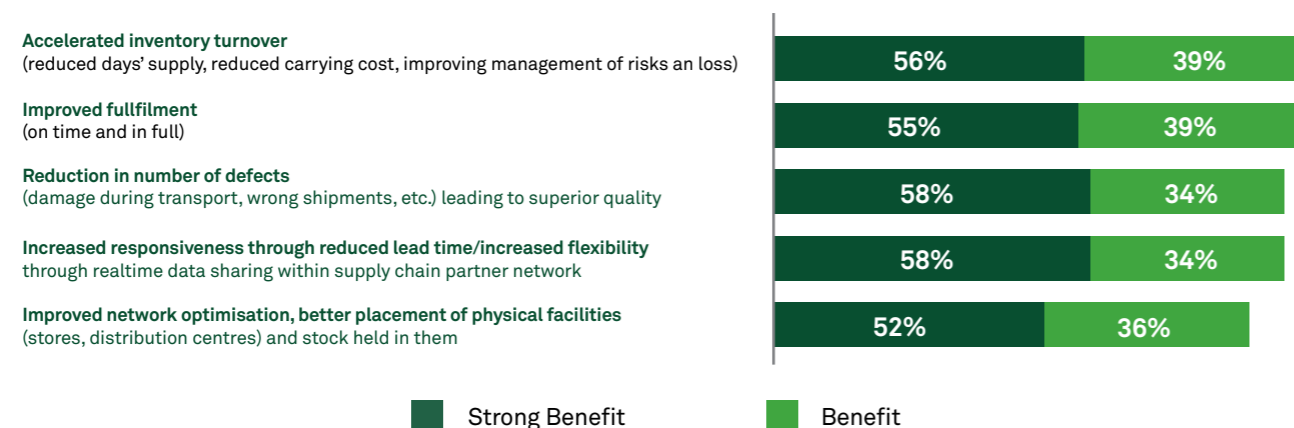 Accelerated inventory turnover
(reduced days’ supply, reduced carrying cost, improving management of risks an loss)
56% 39%
Improved fullfilment
(on time and in full)
55% 39%
Reduction in number of defects
(damage during transport, wrong shipments, etc.) leading to superior quality
58% 34%
Increased responsiveness through reduced lead time/increased flexibility
through realtime data sharing within supply chain partner network
58% 34%
Improved network optimisation, better placement of physical facilities
(stores, distribution centres) and stock held in them
52% 36%
Strong Benefit Benefit